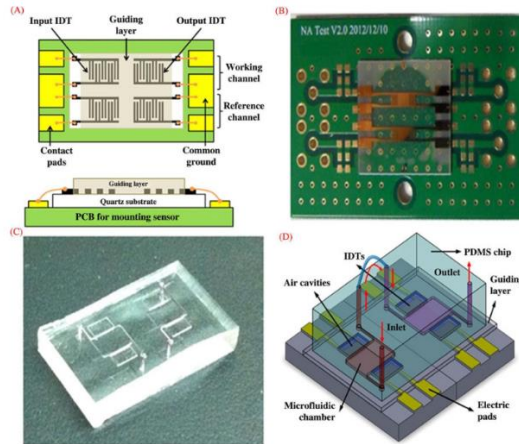 (A)
Input IDT
Guiding
layer
Output IDT
Working
channel
Reference
channel
Contact
pads
Common
ground
Guiding layer
Quartz substrate
PCB for mounting sensor
(B)
NA Test V2.0 2012/12/10
(C)
(D)
IDTs
PDMS chip
Outlet
Guiding
layer
Air cavities
Inlet
Microfluidic
chamber
Electric
pads